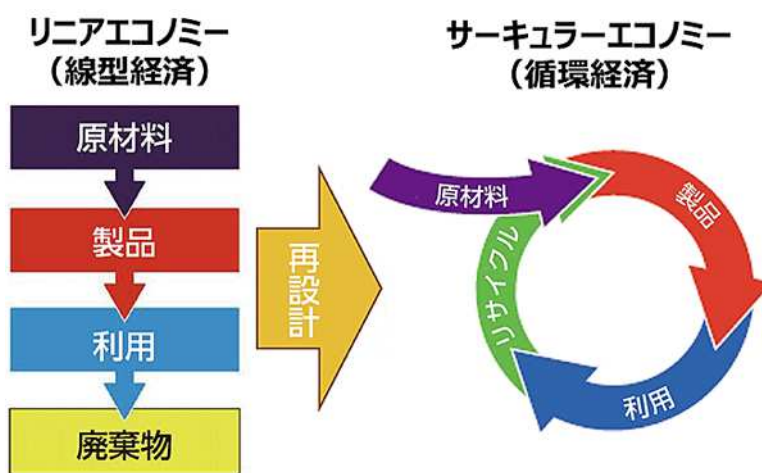 リニアエコノミー
（線型経済）
原材料
製品
利用
廃棄物
再設計
サーキュラーエコノミー
（循環経済）
原材料
製品
利用
リサイクル